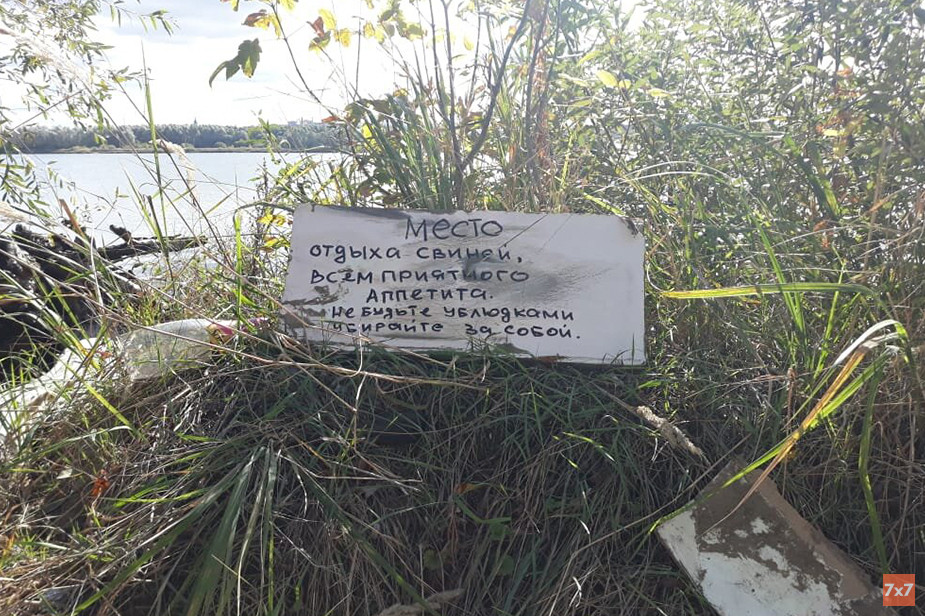 Место
отдыха свиней,
Всем приятного
Аппетита.
Не будьте ублюдками
убирайте за собой.
7x7